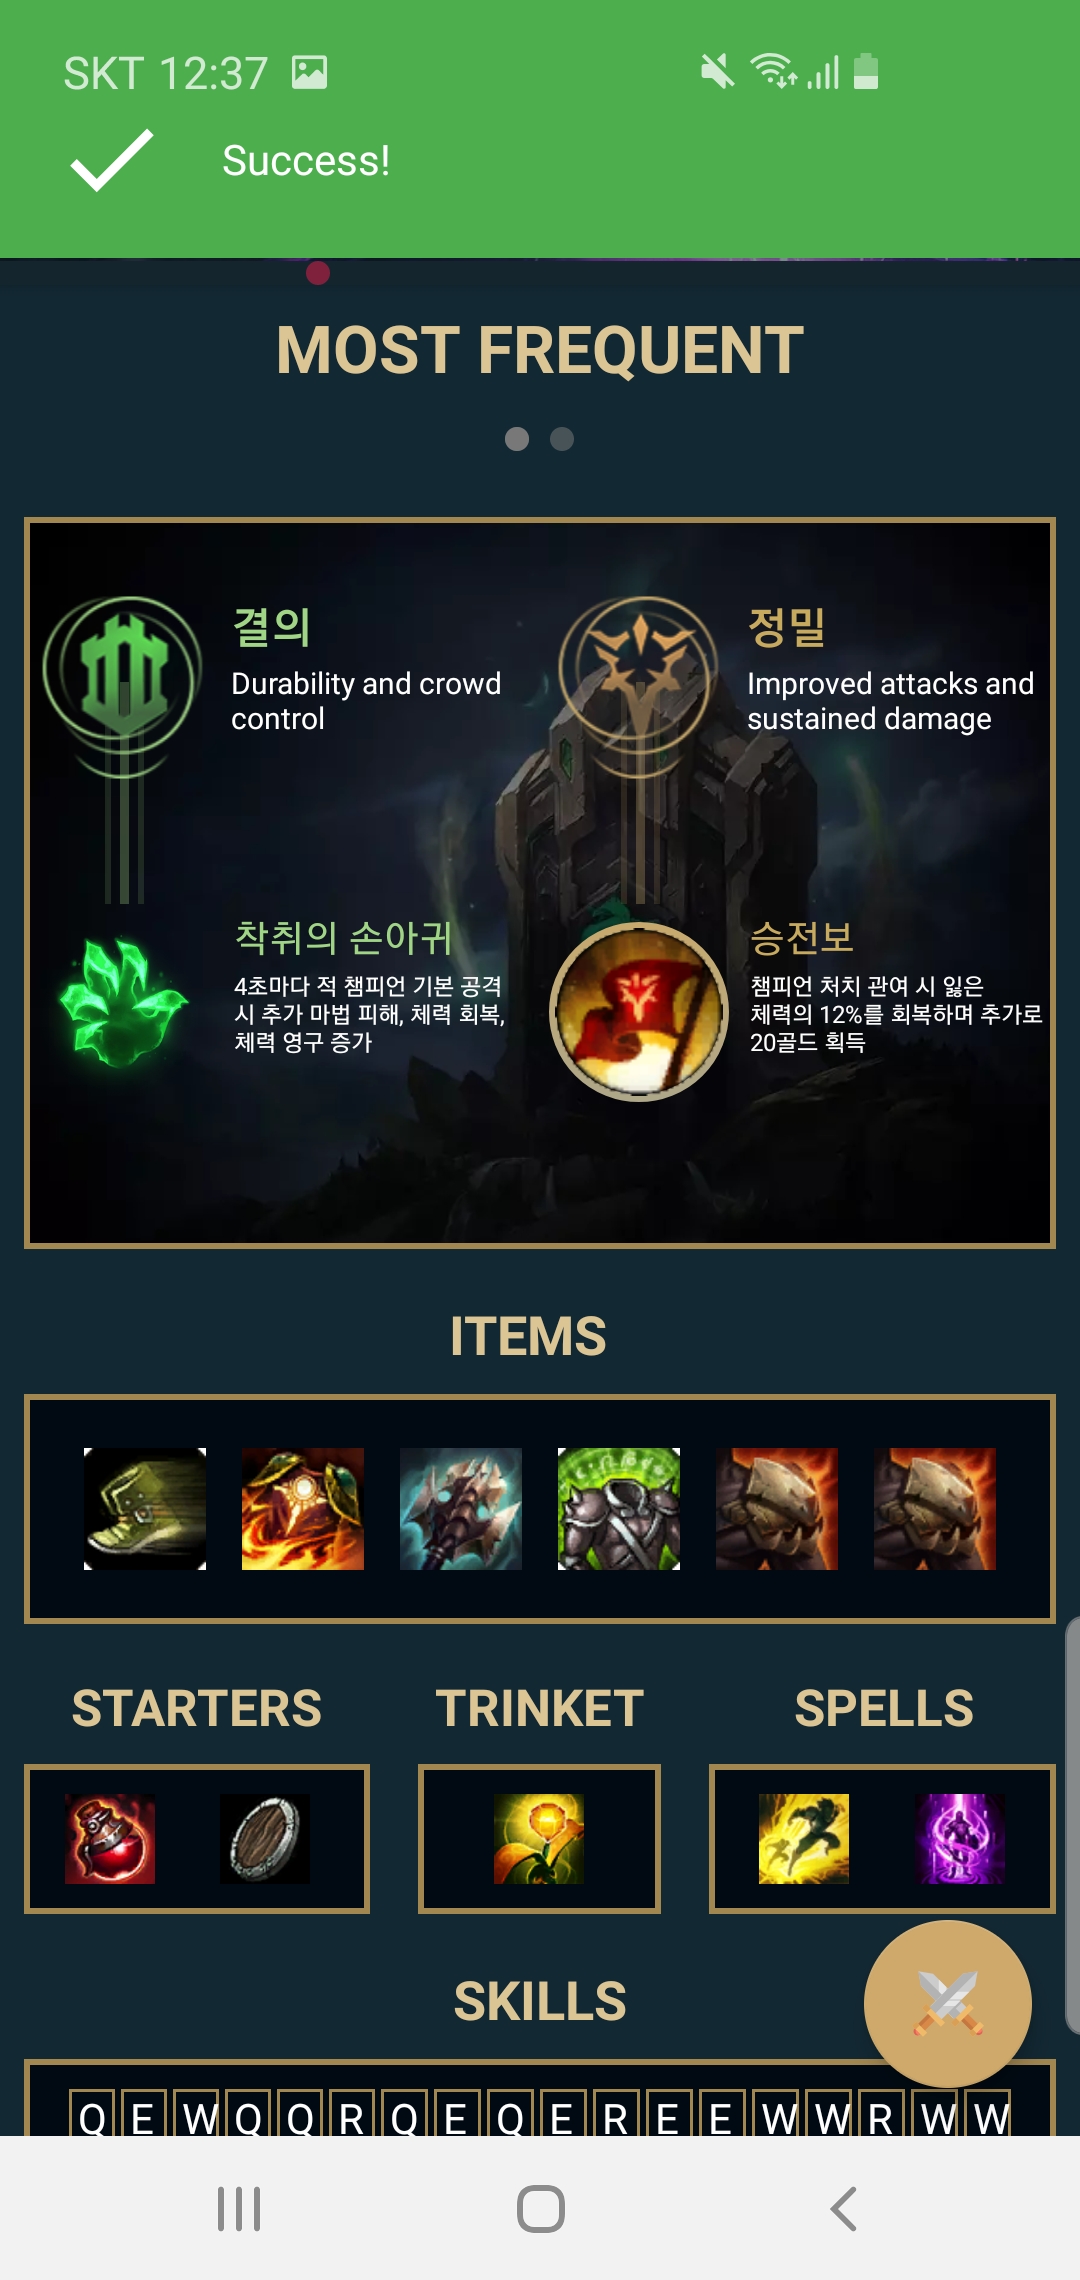 SKT 12:37
Success!
MOST FREQUENT
결의
Durability and crowd
control
정밀
Improved attacks and
sustained damage
착취의 손아귀
4초마다 적 챔피언 기본 공격
시 추가 마법 피해, 체력 회복,
체력 영구 증가
승전보
챔피언 처치 관여 시 잃은
체력의 12%를 회복하며 추가로
20골드 획득
ITEMS
STARTERS
TRINKET
SPELLS
SKILLS
Q E W Q Q R Q E Q E R E E W W R W W